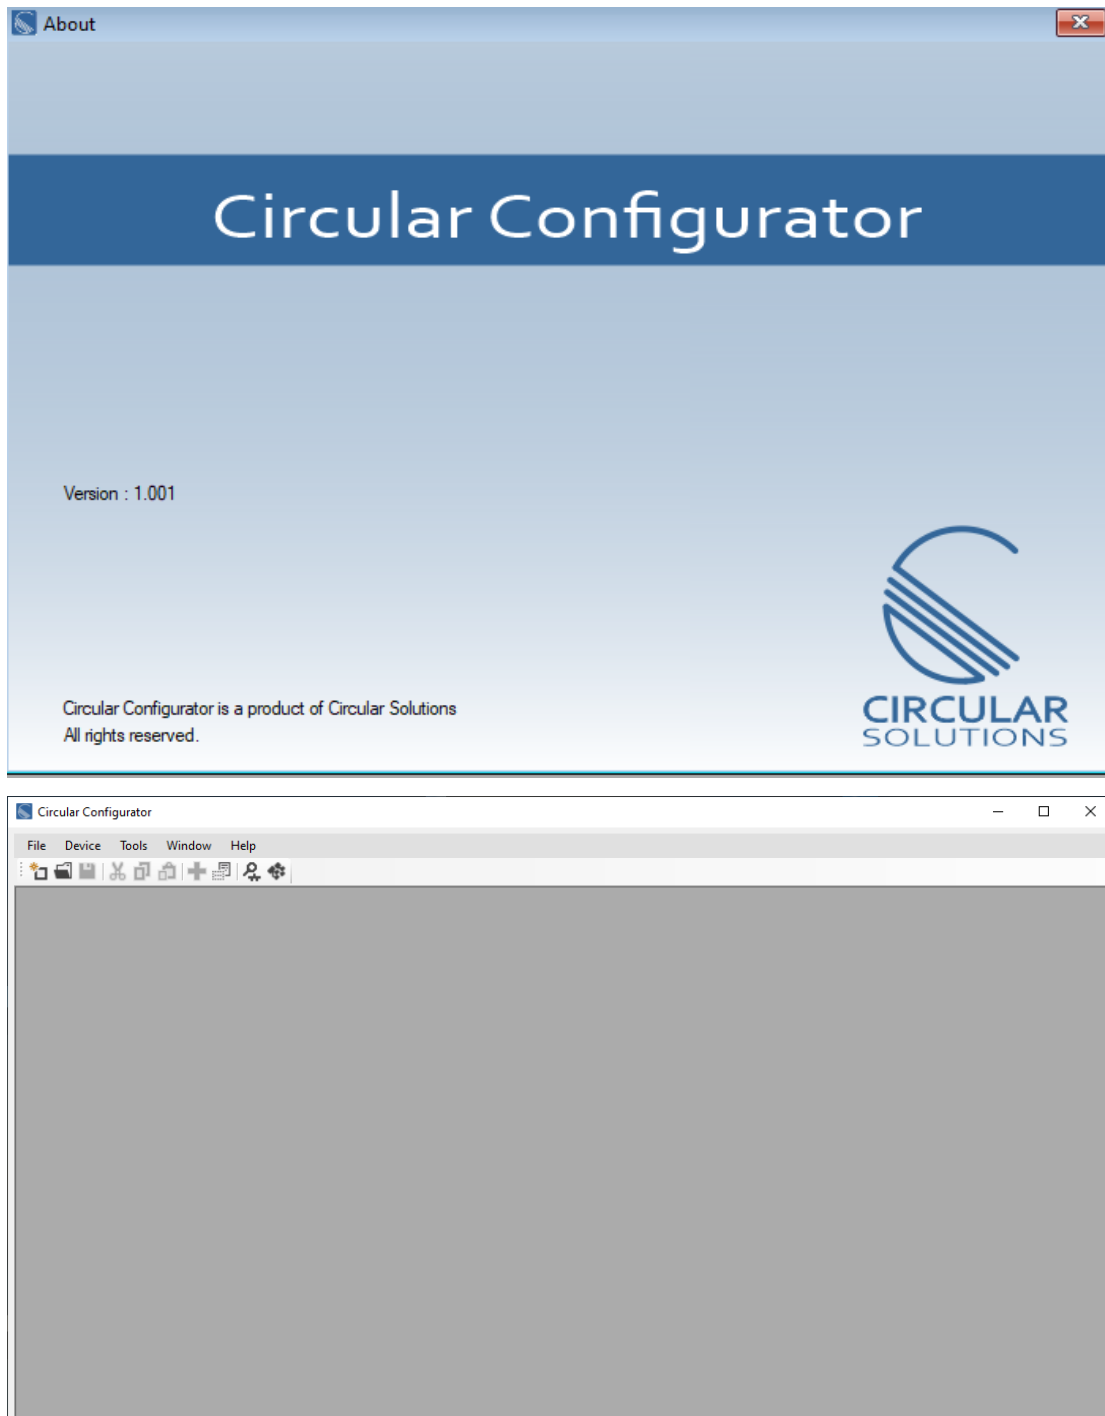 About
Circular Configurator
Version : 1.001
Circular Configurator is a product of Circular Solutions
All rights reserved.
CIRCULAR
SOLUTIONS
Circular Configurator
File Device Tools Window Help